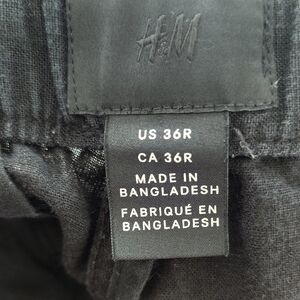 H&M
US 36R
CA 36R
MADE IN
BANGLADESH
FABRIQUÉ EN
BANGLADESH